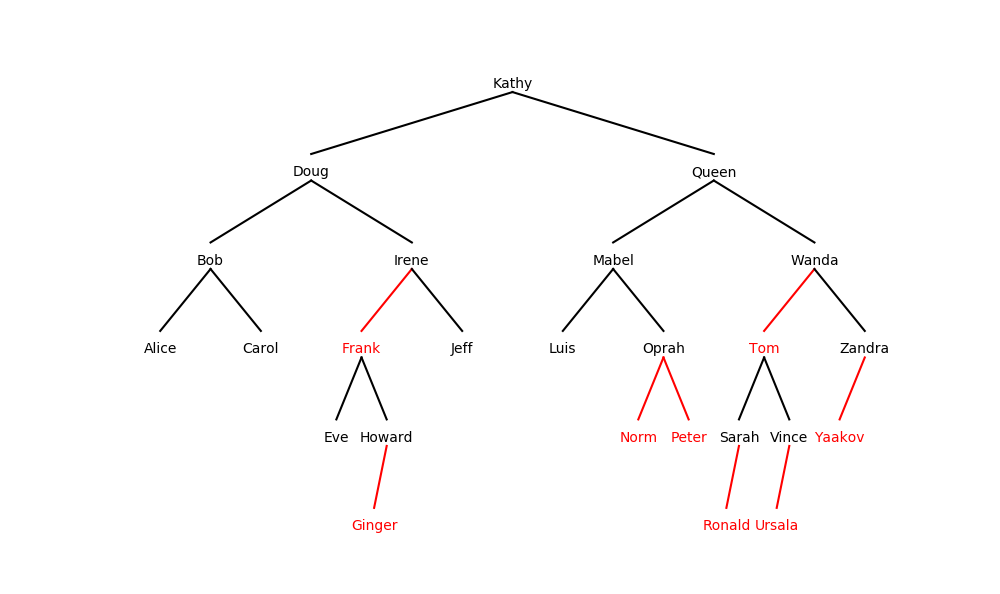 Kathy
Doug Queen
Bob Irene Mabel Wanda
Alice Carol Frank Jeff Luis Oprah Tom Zandra
Eve Howard Norm Peter Sarah Vince Yaakov
Ginger Ronald Ursala